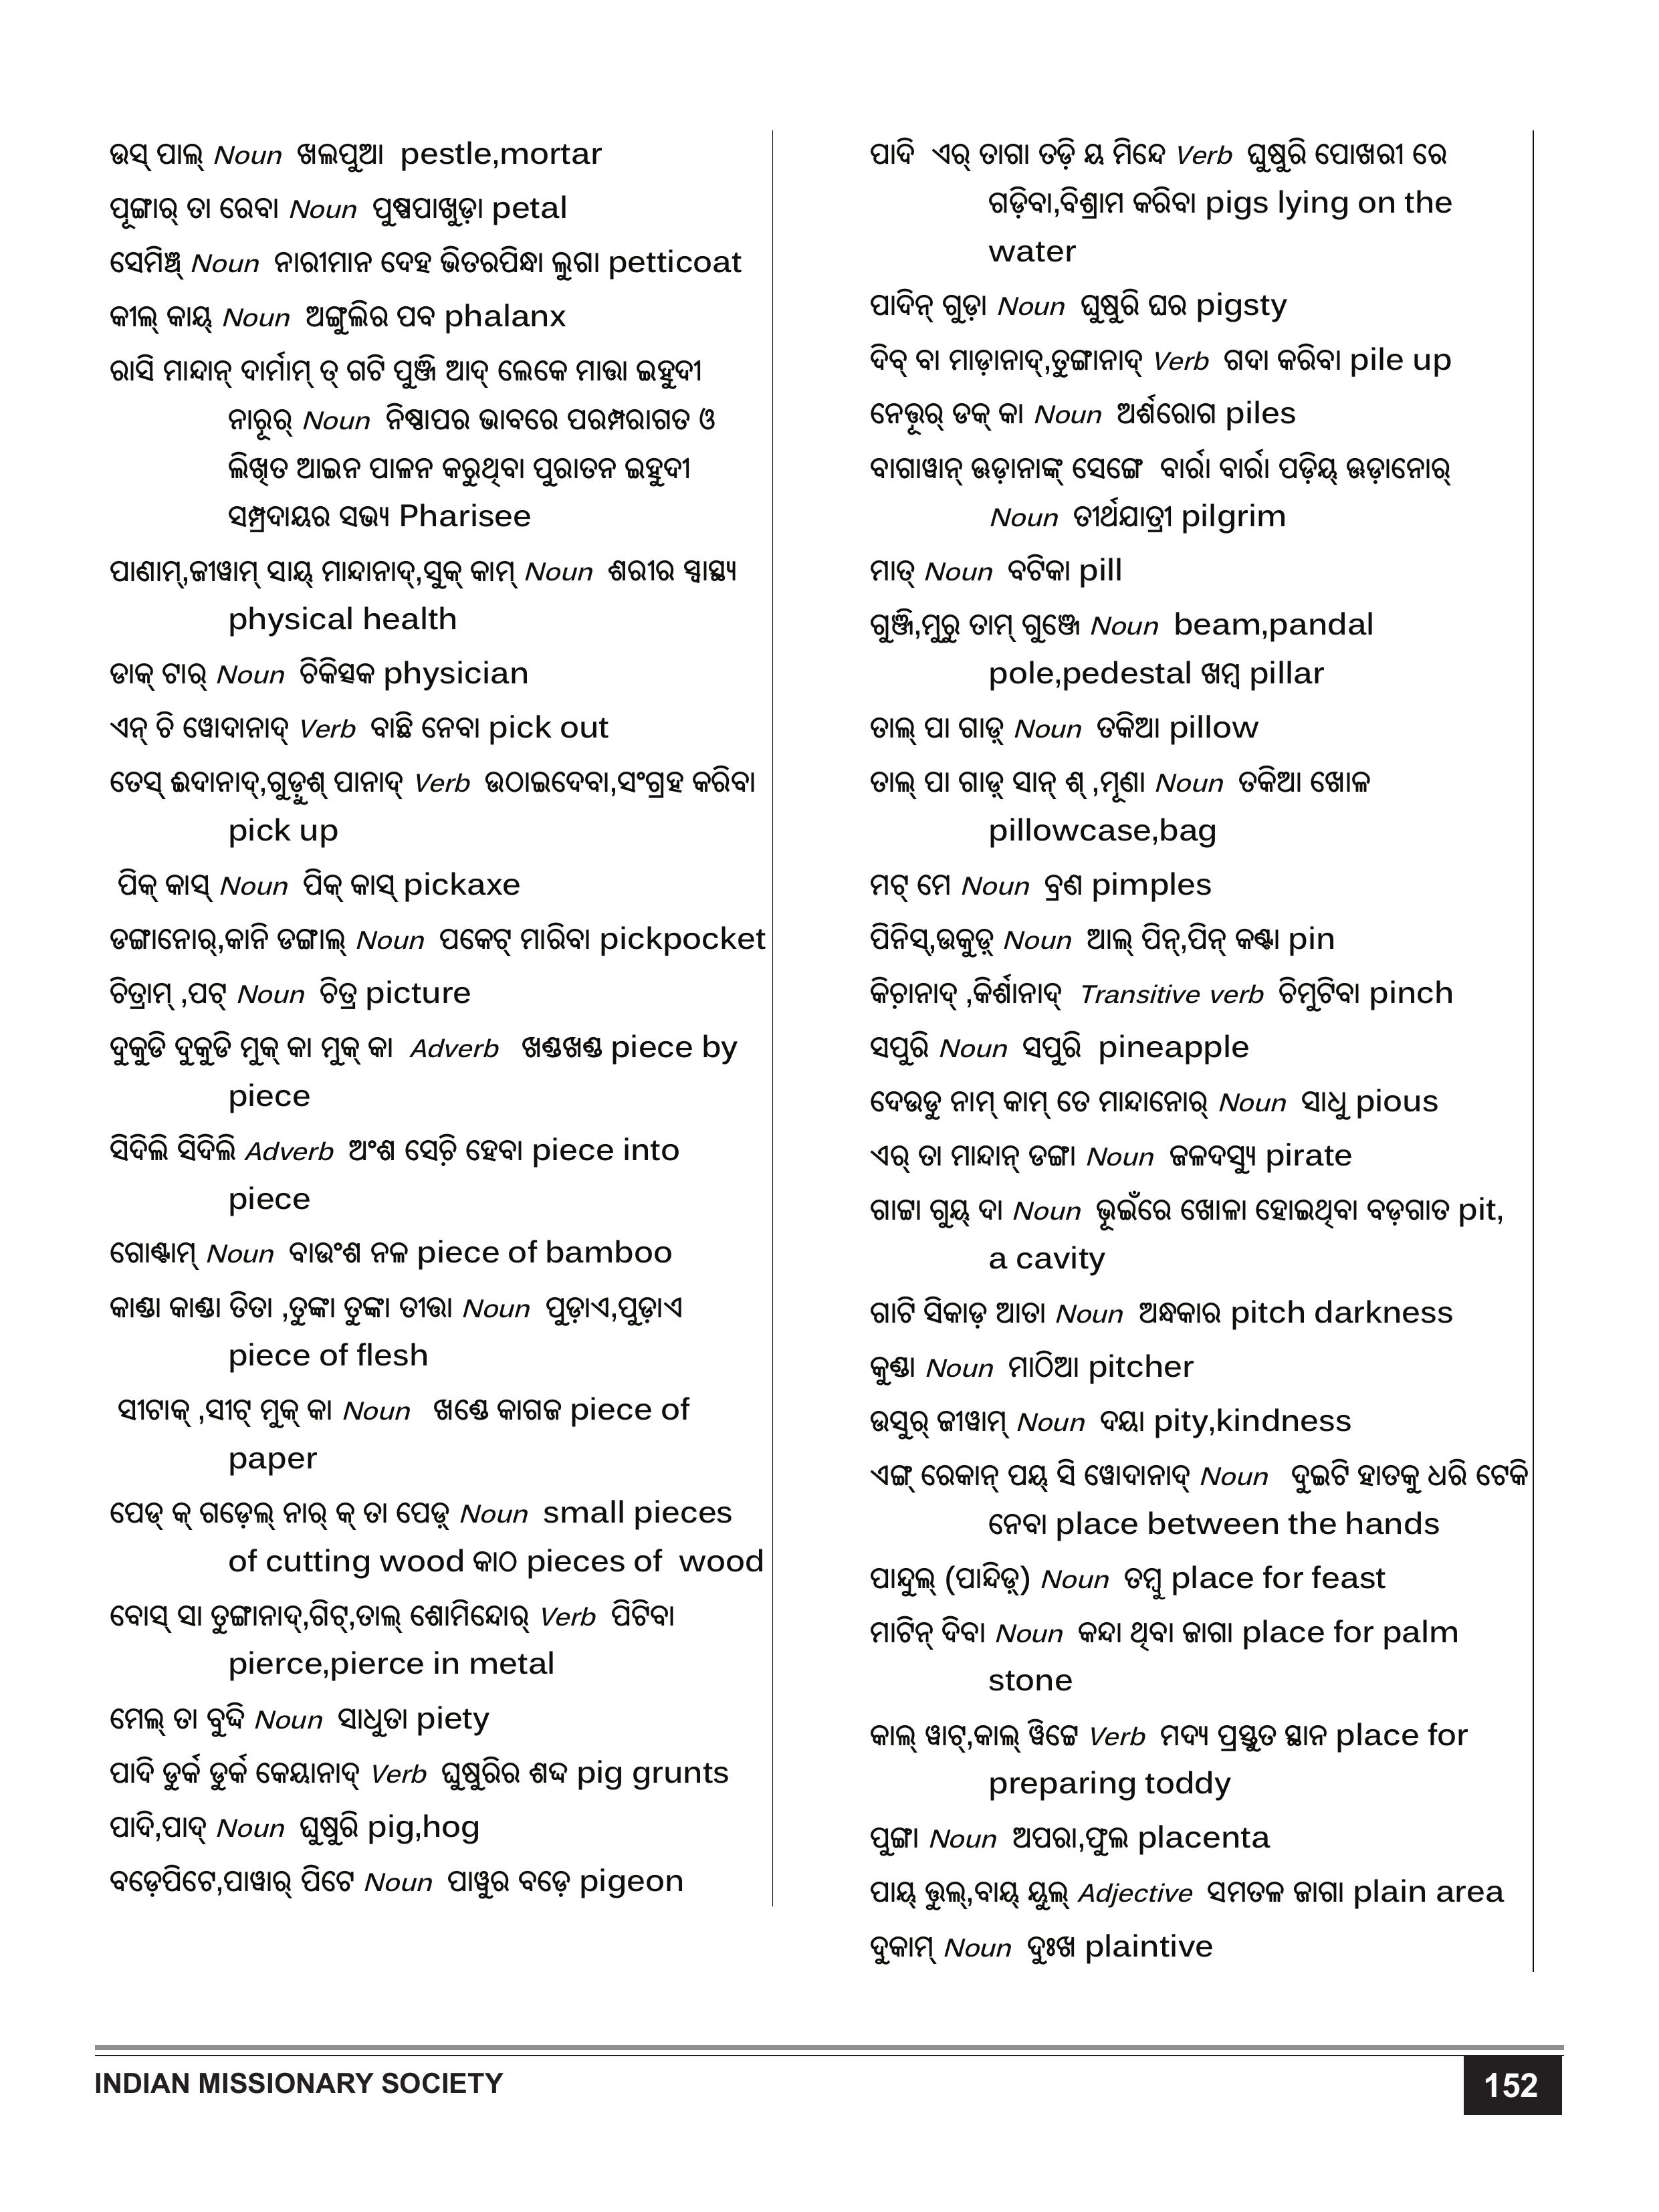 ଉସ୍ ପାଲ୍ Noun ଖଲପୁଆ pestle,mortar
ପୂଙ୍ଗାର୍ ତା ରେବା Noun ପୁଷ୍ପପାଖୁଡ଼ା petal
ସେମିଞ୍ଚ୍ Noun ନାରୀମାନ ଦେହ ଭିତରପିନ୍ଧା ଲୁଗା petticoat
କୀଲ୍ କାୟ୍ Noun ଅଙ୍ଗୁଲିର ପବ phalanx
ରାସି ମାନ୍ଦାନ୍ ଦାର୍ମାମ୍ ତ୍ ଗଟି ପୁଞ୍ଜି ଆଦ୍ ଲେକେ ମାତ୍ତା ଇହୁଦୀ
ନାରୂର୍ Noun ନିଷ୍ଠାପର ଭାବରେ ପରମ୍ପରାଗତ ଓ
ଲିଖିତ ଆଇନ ପାଳନ କରୁଥିବା ପୁରାତନ ଇହୁଦୀ
ସମ୍ପ୍ରଦାୟର ସଭ୍ୟ Pharisee
ପାଣାମ୍,ଜୀୱାମ୍ ସାୟ୍ ମାନ୍ଦାନାଦ୍,ସୁକ୍ କାମ୍ Noun ଶରୀର ସ୍ୱାସ୍ଥ୍ୟ
physical health
ଡାକ୍ ଟାର୍ Noun ଚିକିତ୍ସକ physician
ଏନ୍ ଚି ୱୋଦାନାଦ୍ Verb ବାଛି ନେବା pick out
ତେସ୍ ଈଦାନାଦ୍,ଗୁଡ଼ୁଶ୍ ପାନାଦ୍ Verb ଉଠାଇଦେବା,ସଂଗ୍ରହ କରିବା
pick up
ପିକ୍ କାସ୍ Noun ପିକ୍ କାସ୍ pickaxe
ଡଙ୍ଗାନୋର୍,କାନି ଡଙ୍ଗାଲ୍ Noun ପକେଟ୍ ମାରିବା pickpocket
ଚିତ୍ରାମ୍ ,ପଟ୍ Noun ଚିତ୍ର picture
ଦୁକୁଡି ଦୁକୁଡି ମୁକ୍ କା ମୁକ୍ କା Adverb ଖଣ୍ଡଖଣ୍ଡ piece by
piece
ସିଦିଲି ସିଦିଲି Adverb ଅଂଶ ସେଚ଼ି ହେବା piece into
piece
ଗୋଣ୍ଟାମ୍ Noun ବାଉଂଶ ନଳ piece of bamboo
କାଣ୍ଡା କାଣ୍ଡା ତିତା ,ତୁଙ୍କା ତୁଙ୍କା ତୀତ୍ତା Noun ପୁଡ଼ାଏ,ପୁଡ଼ାଏ
piece of flesh
ସୀଟାକ୍ ,ସୀଟ୍ ମୁକ୍ କା Noun ଖଣ୍ଡେ କାଗଜ piece of
paper
ପେଡ୍ କ୍ ଗଡ଼େଲ୍ ନାର୍ କ୍ ତା ପେଡ଼୍ Noun small pieces
of cutting wood କାଠ pieces of wood
ବୋସ୍ ସା ତୁଙ୍ଗାନାଦ୍,ଗିଟ୍,ତାଲ୍ ଶୋମିନ୍ଦୋର୍ Verb ପିଟିବା
pierce,pierce in metal
ମେଲ୍ ତା ବୁଦ୍ଦି Noun ସାଧୁତା piety
ପାଦି ଡୁର୍କ ଡୁର୍କ କେୟାନାଦ୍ Verb ଘୁଷୁରିର ଶବ୍ଦ pig grunts
ପାଦି,ପାଦ୍ Noun ଘୁଷୁରି pig,hog
ବଡ଼େପିଟେ,ପାୱାର୍ ପିଟେ Noun ପାୱୁର ବଡ଼େ pigeon
ପାଦି ଏର୍ ତାଗା ତଡ଼ି ୟ ମିନ୍ଦେ Verb ଘୁଷୁରି ପୋଖରୀ ରେ
ଗଡ଼ିବା,ବିଶ୍ରାମ କରିବା pigs lying on the
water
ପାଦିନ୍ ଗୁଡ଼ା Noun ଘୁଷୁରି ଘର pigsty
ଦିବ୍ ବା ମାଡ଼ାନାଦ୍,ତୁଙ୍ଗାନାଦ୍ Verb ଗଦା କରିବା pile up
ନେତ୍ତୂର୍ ଡକ୍ କା Noun ଅର୍ଶରୋଗ piles
ବାଗାୱାନ୍ ଊଡ଼ାନାଙ୍କ୍ ସେଙ୍ଗେ ବାର୍ରା ବାର୍ରା ପଡ଼ିୟ୍ ଊଡ଼ାନୋର୍
Noun ତୀର୍ଥଯାତ୍ରୀ pilgrim
ମାତ୍ Noun ବଟିକା pill
ଗୁଞ୍ଜି,ମୁରୁ ତାମ୍ ଗୁଞ୍ଜେ Noun beam,pandal
pole,pedestal ଖମ୍ବ pillar
ତାଲ୍ ପା ଗାଡ଼୍ Noun ତକିଆ pillow
ତାଲ୍ ପା ଗାଡ଼୍ ସାନ୍ ଶ୍ ,ମୂଣା Noun ତକିଆ ଖୋଳ
pillowcase,bag
ମଟ୍ ମେ Noun ବ୍ରଣ pimples
ପିନିସ୍,ଉକୁଡ଼୍ Noun ଆଲ୍ ପିନ୍,ପିନ୍ କଣ୍ଟା pin
କିଚ଼ାନାଦ୍ ,କିର୍ଶାନାଦ୍ Transitive verb ଚିମୁଟିବା pinch
ସପୁରି Noun ସପୁରି pineapple
ଦେଉଡୁ ନାମ୍ କାମ୍ ତେ ମାନ୍ଦାନୋର୍ Noun ସାଧୁ pious
ଏର୍ ତା ମାନ୍ଦାନ୍ ଡଙ୍ଗା Noun ଜଳଦସ୍ୟୁ pirate
ଗାଟ୍ଟା ଗୁୟ୍ ଦା Noun ଭୂଇଁରେ ଖୋଳା ହୋଇଥିବା ବଡ଼ଗାତ pit,
a cavity
ଗାଟି ସିକାଡ଼ ଆତା Noun ଅନ୍ଧକାର pitch darkness
କୁଣ୍ଡା Noun ମାଠିଆ pitcher
ଉସୁର୍ ଜୀୱାମ୍ Noun ଦୟା pity,kindness
ଏଙ୍ଗ୍ ରେକାନ୍ ପୟ୍ ସି ୱୋଦାନାଦ୍ Noun ଦୁଇଟି ହାତକୁ ଧରି ଟେକି
ନେବା place between the hands
ପାନ୍ଦୁଲ୍ (ପାନ୍ଦିଡ଼୍) Noun ତମ୍ବୁ place for feast
ମାଟିନ୍ ଦିବା Noun କନ୍ଦା ଥିବା ଜାଗା place for palm
stone
କାଲ୍ ୱାଟ୍,କାଲ୍ ୱିଟ୍ଟେ Verb ମଦ୍ୟ ପ୍ରସ୍ତୁତ ସ୍ଥାନ place for
preparing toddy
ପୁଙ୍ଗା Noun ଅପରା,ଫୁଲ placenta
ପାୟ୍ ତ୍ତୁଲ୍,ବାୟ୍ ୟୁଲ୍ Adjective ସମତଳ ଜାଗା plain area
ଦୁକାମ୍ Noun ଦୁଃଖ plaintive
INDIAN MISSIONARY SOCIETY
152